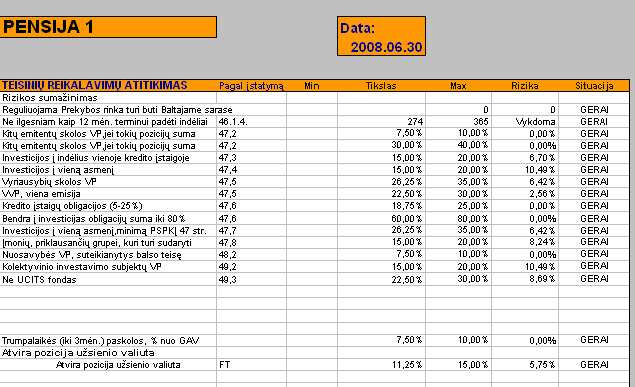 PENSIJA 1
Data:
2008.06.30
TEISINIŲ REIKALAVIMŲ ATITIKIMAS Pagal įstatymą Min Tikslas Max Rizika Situacija
Rizikos sumažinimas
Reguliuojama Prekybos rinka turi buti Baltajame sarase 0 0 GERAI
Ne ilgesniam kaip 12 mėn. terminui padėti indėliai 46.1.4. 274 365 Vykdoma GERAI
Kitų emitentų skolos VP,jei tokių pozicijų suma 47,2 7,50% 10,00% 0,00% GERAI
Kitų emitentų skolos VP,jei tokių pozicijų suma 47,2 30,00% 40,00% 0,00% GERAI
Investicijos į indėlius vienoje kredito įstaigoje 47,3 15,00% 20,00% 6,70% GERAI
Investicijos į vieną asmenį 47,4 15,00% 20,00% 10,49% GERAI
Vyriausybių skolos VP 47,5 26,25% 35,00% 6,42% GERAI
VVP, viena emisija 47,5 22,50% 30,00% 2,56% GERAI
Kredito įstaigų obligacijos (5-25%) 47,6 18,75% 25,00% 0,00% GERAI
Bendra į investicijas obligacijų suma iki 80% 47,6 60,00% 80,00% 0,00% GERAI
Investicijos į vieną asmenį,minimą PSPKĮ 47 str. 47,7 26,25% 35,00% 6,42% GERAI
Įmonių, priklausančių grupei, kuri turi sudaryti 47,8 15,00% 20,00% 8,24% GERAI
Nuosavybės VP, suteikianytys balso teisę 48,2 7,50% 10,00% 0,00% GERAI
Kolektyvinio investavimo subjektų VP 49,2 15,00% 20,00% 10,49% GERAI
Ne UCITS fondas 49,3 22,50% 30,00% 8,69% GERAI
Trumpalaikės (iki 3mėn.) paskolos, % nuo GAV 7,50% 10,00% 0,00% GERAI
Atvira pozicija užsienio valiuta
Atvira pozicija užsienio valiuta FT 11,25% 15,00% 5,75% GERAI